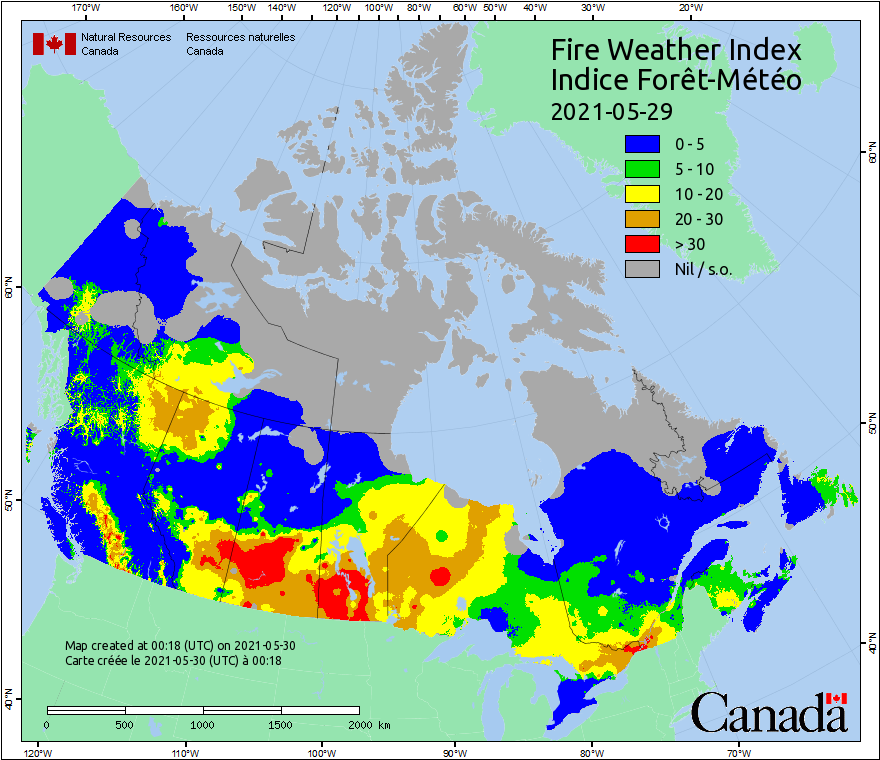 170°W 160°W 150°W 140°W 130°W 120°W 110°W 100°W 90°W 80°W 60°W 50°W 40°W 30°W 20°W
Natural Resources Ressources naturelles
Canada Canada
Fire Weather Index
Indice Forêt-Météo
2021-05-29
0 - 5
5 - 10
10 - 20
20 - 30
> 30
Nil / s.o.
60°N
60°N
50°N
50°N
40°N
40°N
Map created at 00:18 (UTC) on 2021-05-30
Carte créée le 2021-05-30 (UTC) à 00:18
0 500 1000 1500 2000 km
Canada
120°W 110°W 100°W 90°W 80°W 70°W